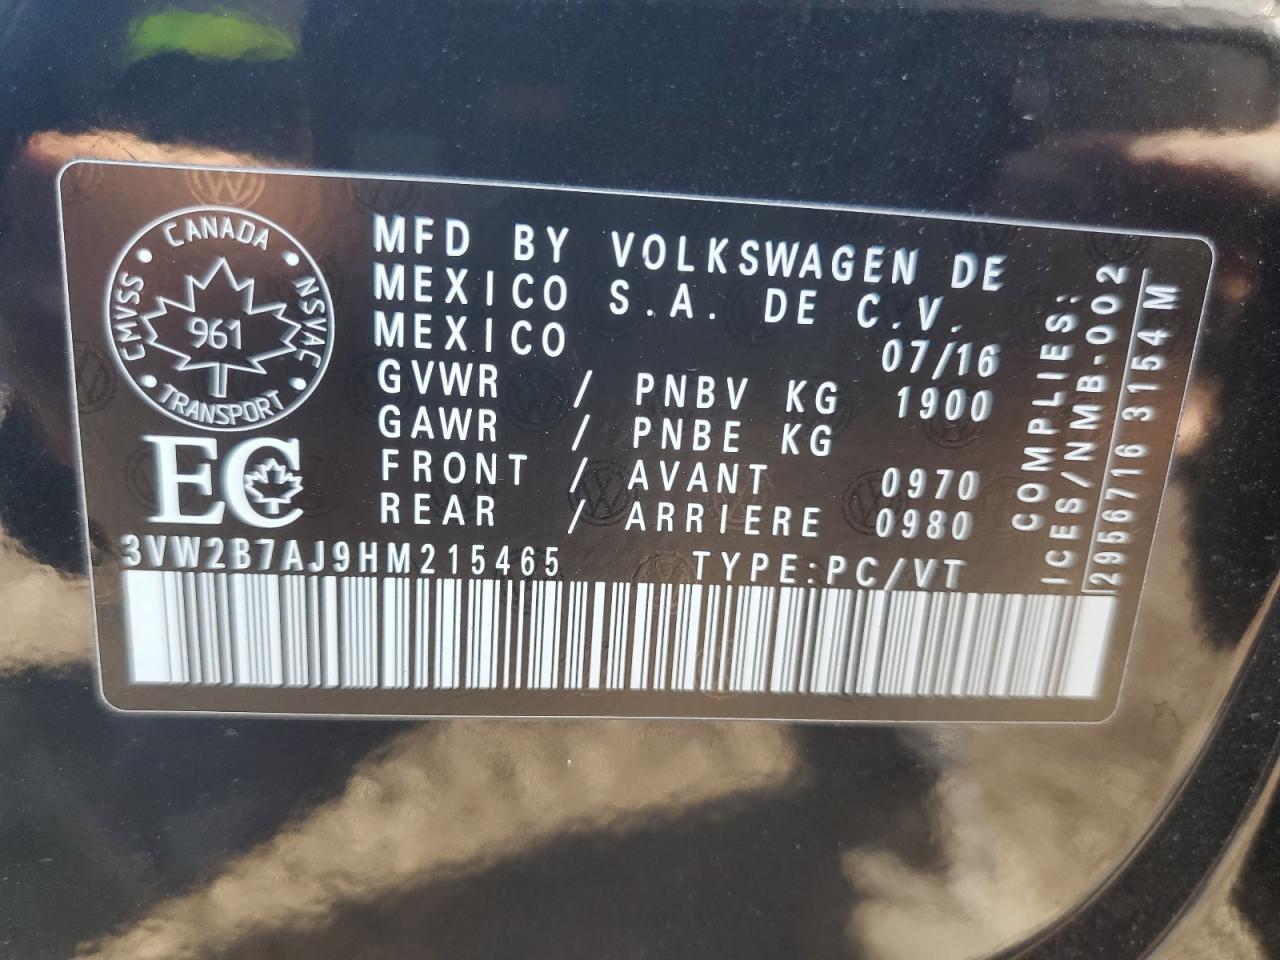 CANADA
CMVSS
NSVAC
961
TRANSPORT
EC
MFD BY VOLKSWAGEN DE
MEXICO S.A. DE C.V.
MEXICO 07/16
GVWR / PNBV KG 1900
GAWR / PNBE KG
FRONT / AVANT 0970
REAR / ARRIERE 0980
3VW2B7AJ9HM215465 TYPE:PC/VT
COMPLIES:
ICES/NMB-002
2956716 3154 M